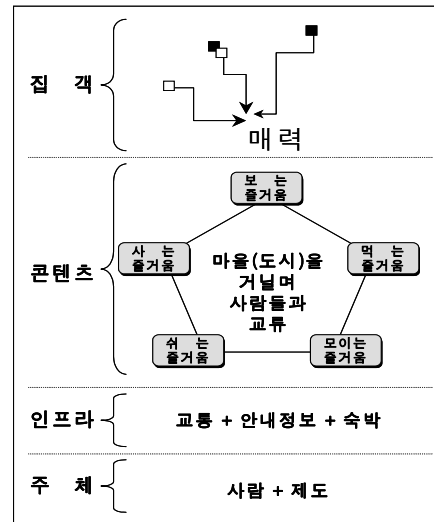 집 객
매력
콘텐츠
보 는
즐거움
사 는
즐거움
먹 는
즐거움
마을(도시)을
거닐며
사람들과
교류
쉬 는
즐거움
모이는
즐거움
인프라
교통 + 안내정보 + 숙박
주 체
사람 + 제도